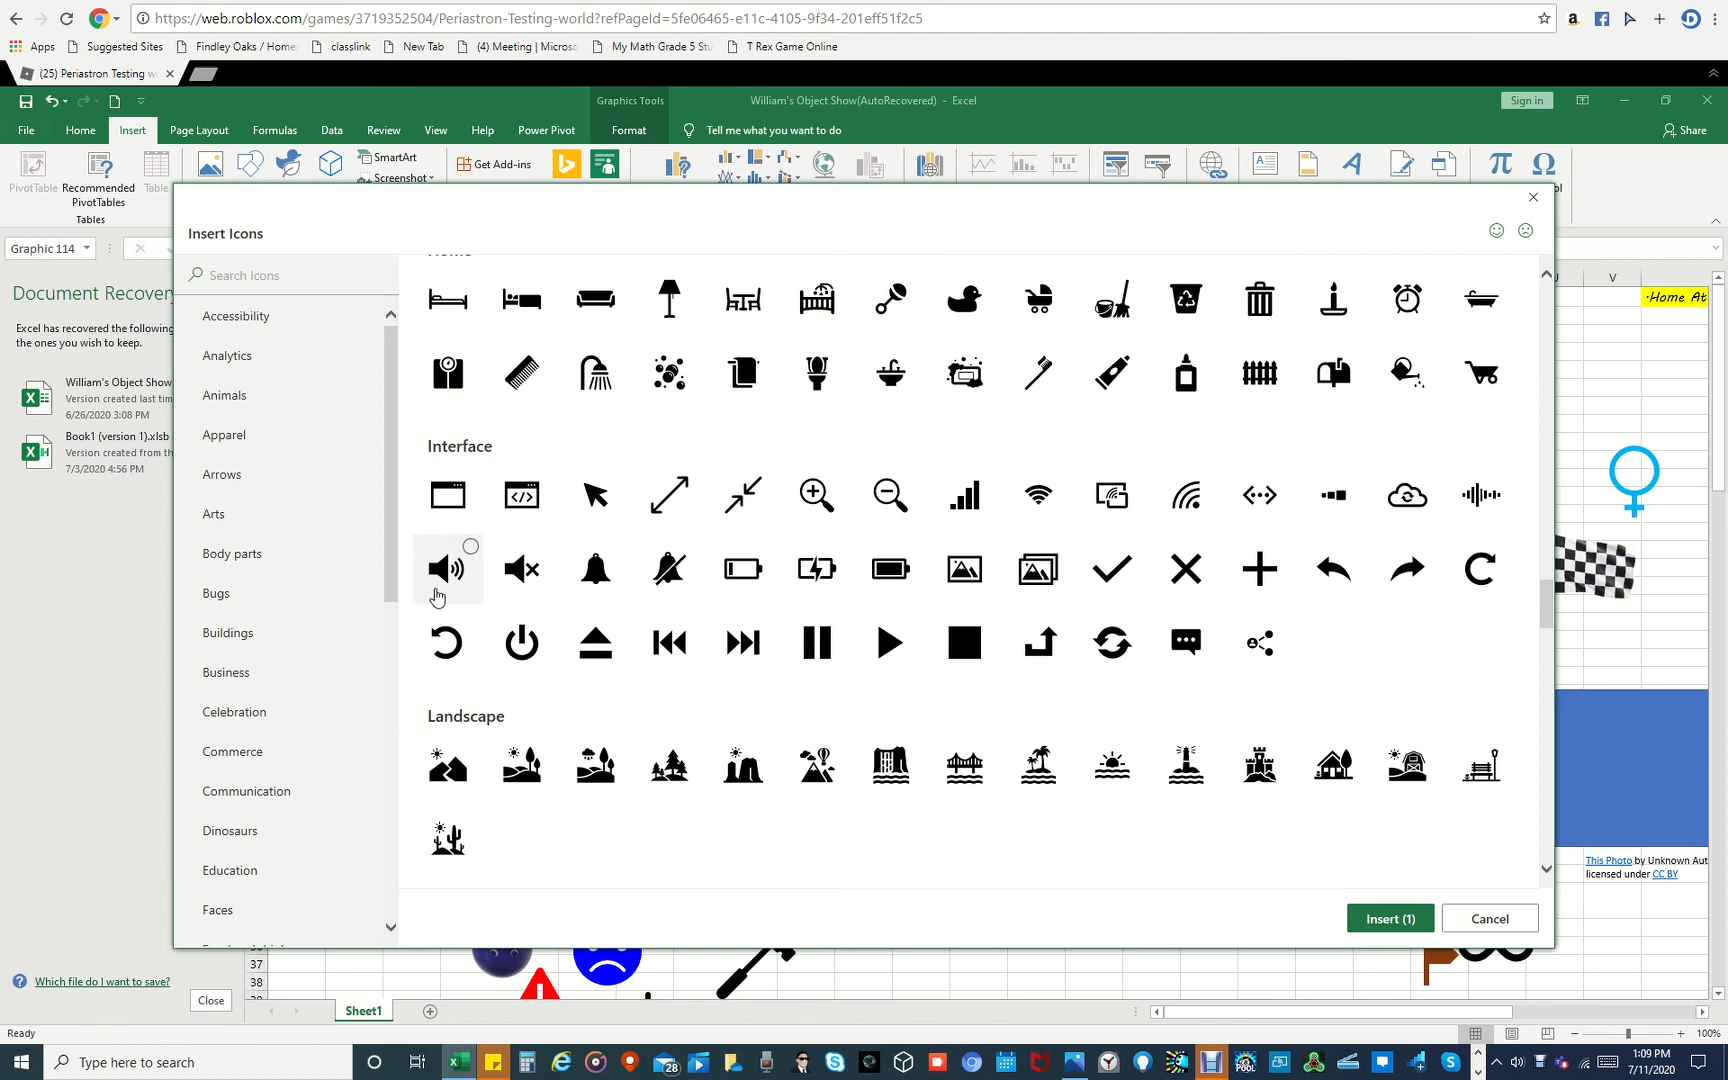 https://web.roblox.com/games/3719352504/Periastron-Testing-world?refPageId=5fe06465-e11c-4105-9f34-201eff51f2c5
Apps Suggested Sites Findley Oaks / Home classlink New Tab (4) Meeting | Micros My Math Grade 5 Stu T Rex Game Online
(25) Periastron Testing w
Graphics Tools William's Object Show(AutoRecovered) - Excel Sign in
File Home Insert Page Layout Formulas Data Review View Help Power Pivot Format Tell me what you want to do Share
SmartArt Get Add-ins
PivotTable Recommended Table Screenshot
PivotTables
Tables
Graphic 114
Insert Icons
Search Icons
Document Recover
Excel has recovered the following
the ones you wish to keep.
William's Object Show
Version created last tim
6/26/2020 3:08 PM
Book1 (version 1).xlsb
Version created from th
7/3/2020 4:56 PM
Which file do I want to save?
Close
Accessibility
Analytics
Animals
Apparel
Arrows
Arts
Body parts
Bugs
Buildings
Business
Celebration
Commerce
Communication
Dinosaurs
Education
Faces
Interface
Landscape
Insert (1) Cancel
V
·Home At
This Photo by Unknown Aut
licensed under CC BY
37
38
Sheet1
Ready 100%
Type here to search
28
POOL
1:09 PM
7/11/2020